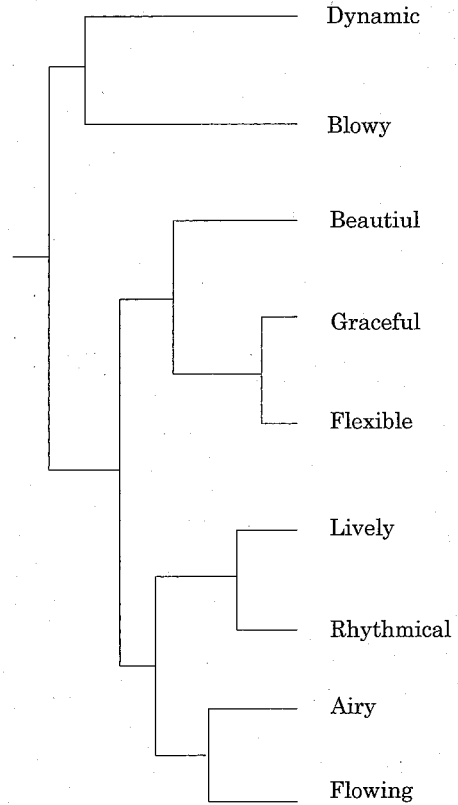 Dynamic
Blowy
Beautiul
Graceful
Flexible
Lively
Rhythmical
Airy
Flowing